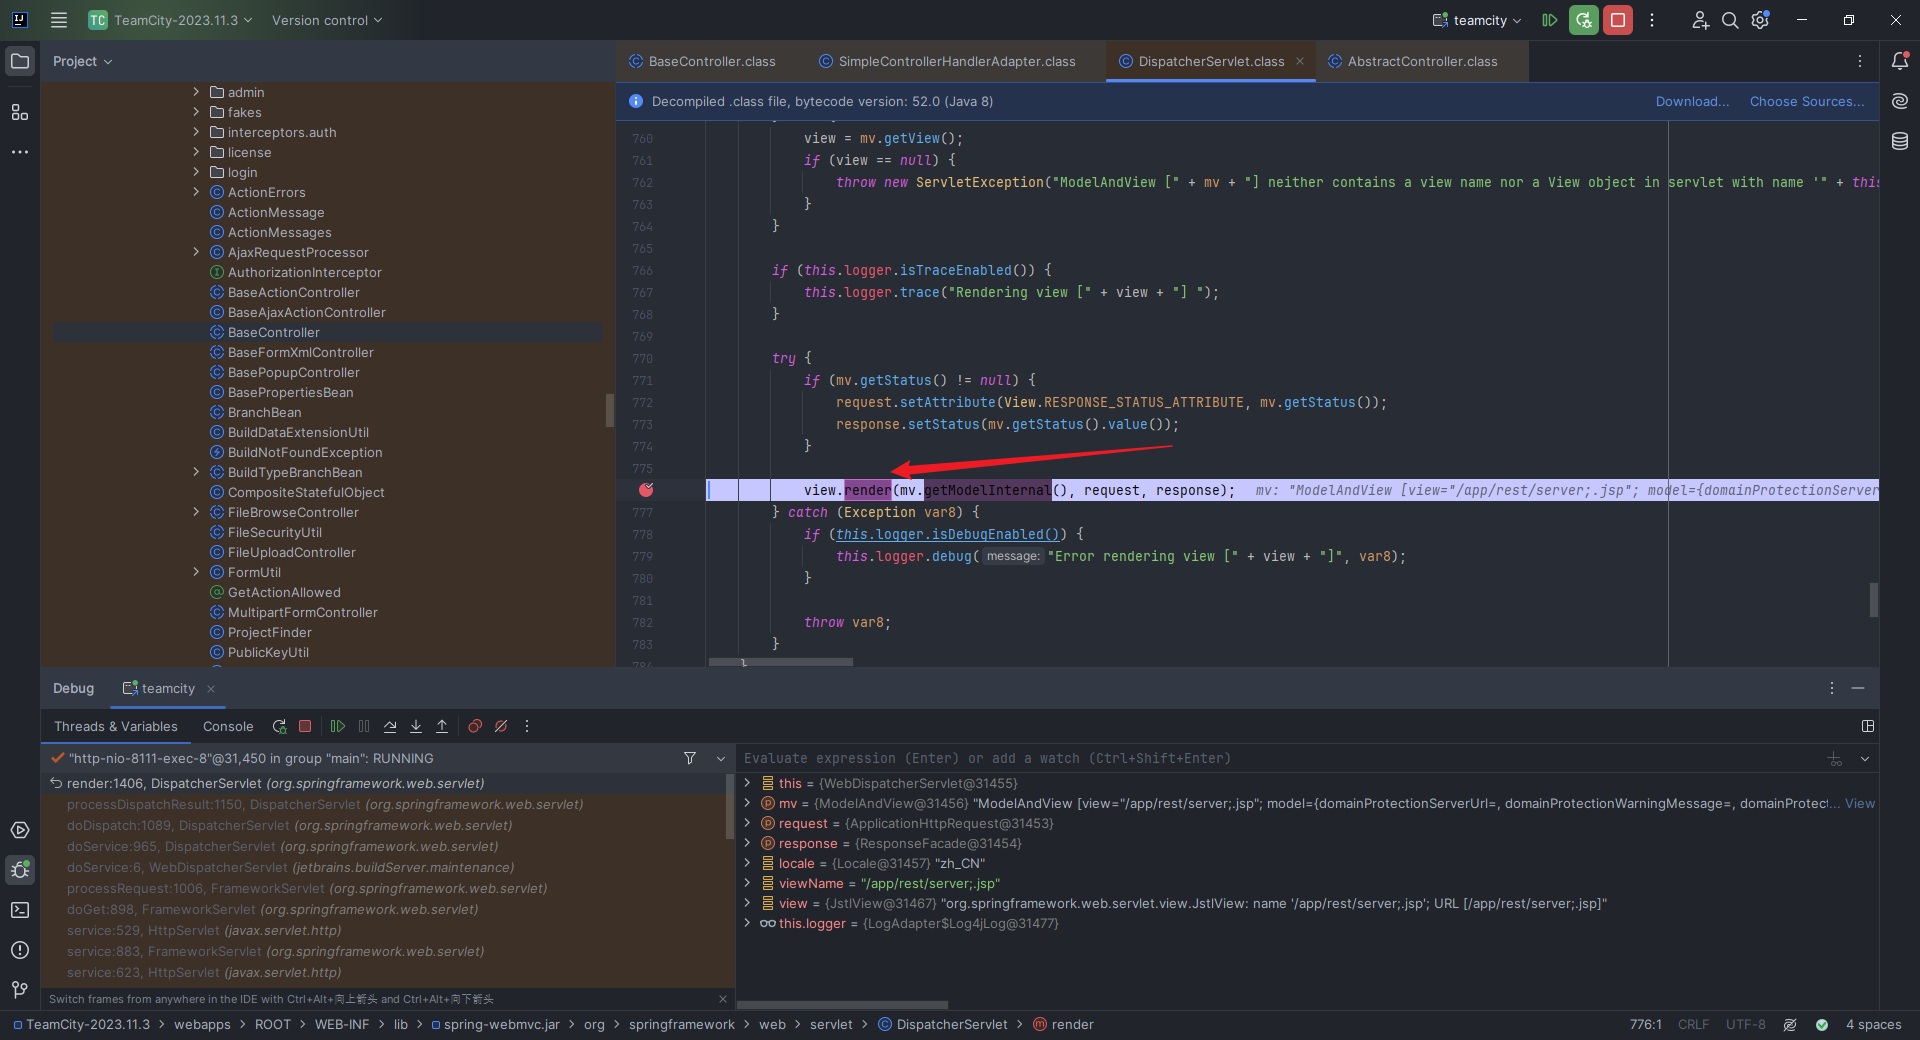 TC TeamCity-2023.11.3 Version control teamcity
Project
admin
fakes
interceptors.auth
license
login
ActionErrors
ActionMessage
ActionMessages
AjaxRequestProcessor
AuthorizationInterceptor
BaseActionController
BaseAjaxActionController
BaseController
BaseFormXmlController
BasePopupController
BasePropertiesBean
BranchBean
BuildDataExtensionUtil
BuildNotFoundException
BuildTypeBranchBean
CompositeStatefulObject
FileBrowseController
FileSecurityUtil
FileUploadController
FormUtil
GetActionAllowed
MultipartFormController
ProjectFinder
PublicKeyUtil
BaseController.class SimpleControllerHandlerAdapter.class DispatcherServlet.class AbstractController.class
Decompiled .class file, bytecode version: 52.0 (Java 8) Download... Choose Sources...
760 view = mv.getView();
761 if (view == null) {
762 throw new ServletException("ModelAndView [" + mv + "] neither contains a view name nor a View object in servlet with name '" + this
763 }
764 }
765
766 if (this.logger.isTraceEnabled()) {
767 this.logger.trace("Rendering view [" + view + "] ");
768 }
769
770 try {
771 if (mv.getStatus() != null) {
772 request.setAttribute(View.RESPONSE_STATUS_ATTRIBUTE, mv.getStatus());
773 response.setStatus(mv.getStatus().value());
774 }
775
view.render(mv.getModelInternal(), request, response); mv: "ModelAndView [view="/app/rest/server;.jsp"; model={domainProtectionServer
777 } catch (Exception var8) {
778 if (this.logger.isDebugEnabled()) {
779 this.logger.debug( message: "Error rendering view [" + view + "]", var8);
780 }
781
782 throw var8;
783 }
784 }
Debug teamcity
Threads & Variables Console
"http-nio-8111-exec-8"@31,450 in group "main": RUNNING
render:1406, DispatcherServlet (org.springframework.web.servlet)
processDispatchResult:1150, DispatcherServlet (org.springframework.web.servlet)
doDispatch:1089, DispatcherServlet (org.springframework.web.servlet)
doService:965, DispatcherServlet (org.springframework.web.servlet)
doService:6, WebDispatcherServlet (jetbrains.buildServer.maintenance)
processRequest:1006, FrameworkServlet (org.springframework.web.servlet)
doGet:898, FrameworkServlet (org.springframework.web.servlet)
service:529, HttpServlet (javax.servlet.http)
service:883, FrameworkServlet (org.springframework.web.servlet)
service:623, HttpServlet (javax.servlet.http)
Switch frames from anywhere in the IDE with Ctrl+Alt+向上箭头 and Ctrl+Alt+向下箭头
Evaluate expression (Enter) or add a watch (Ctrl+Shift+Enter)
this = {WebDispatcherServlet@31455}
mv = {ModelAndView@31456} "ModelAndView [view="/app/rest/server;.jsp"; model={domainProtectionServerUrl=, domainProtectionWarningMessage=, domainProtect... View
request = {ApplicationHttpRequest@31453}
response = {ResponseFacade@31454}
locale = {Locale@31457} "zh_CN"
viewName = "/app/rest/server;.jsp"
view = {JstlView@31467} "org.springframework.web.servlet.view.JstlView: name '/app/rest/server;.jsp'; URL [/app/rest/server;.jsp]"
this.logger = {LogAdapter$Log4jLog@31477}
TeamCity-2023.11.3 > webapps > ROOT > WEB-INF > lib > spring-webmvc.jar > org > springframework > web > servlet > DispatcherServlet > render 776:1 CRLF UTF-8 4 spaces